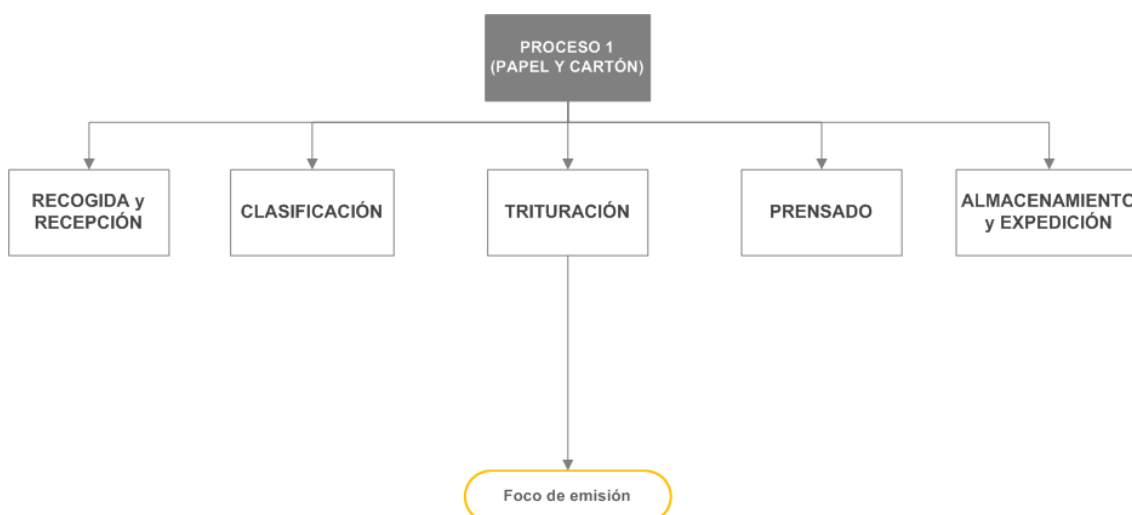 PROCESO 1
(PAPEL Y CARTÓN)
RECOGIDA y
RECEPCIÓN
CLASIFICACIÓN
TRITURACIÓN
PRENSADO
ALMACENAMIENTO
y EXPEDICIÓN
Foco de emisión